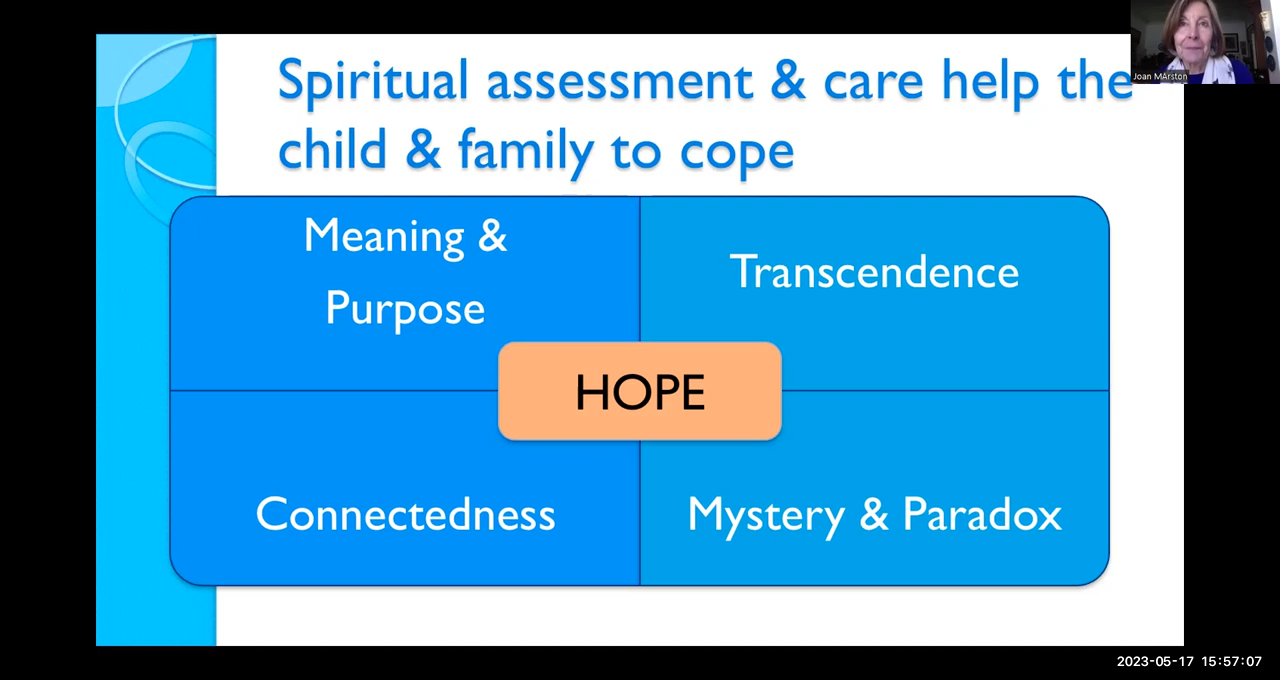 Spiritual assessment & care help the
child & family to cope
Joan MArston
Meaning &
Purpose
Transcendence
HOPE
Connectedness
Mystery & Paradox
2023-05-17 15:57:07